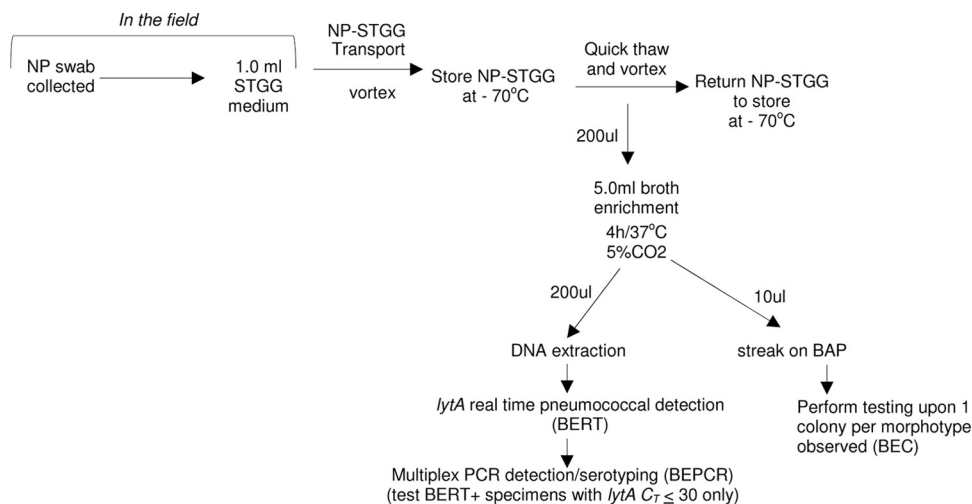 In the field
NP swab
collected
1.0 ml
STGG
medium
NP-STGG
Transport
vortex
Store NP-STGG
at - 70oC
Quick thaw
and vortex
Return NP-STGG
to store
at - 70oC
200ul
5.0ml broth
enrichment
4h/37oC
5%CO2
200ul
10ul
DNA extraction
streak on BAP
lytA real time pneumococcal detection
(BERT)
Perform testing upon 1
colony per morphotype
observed (BEC)
Multiplex PCR detection/serotyping (BEPCR)
(test BERT+ specimens with lytA CT ≤ 30 only)